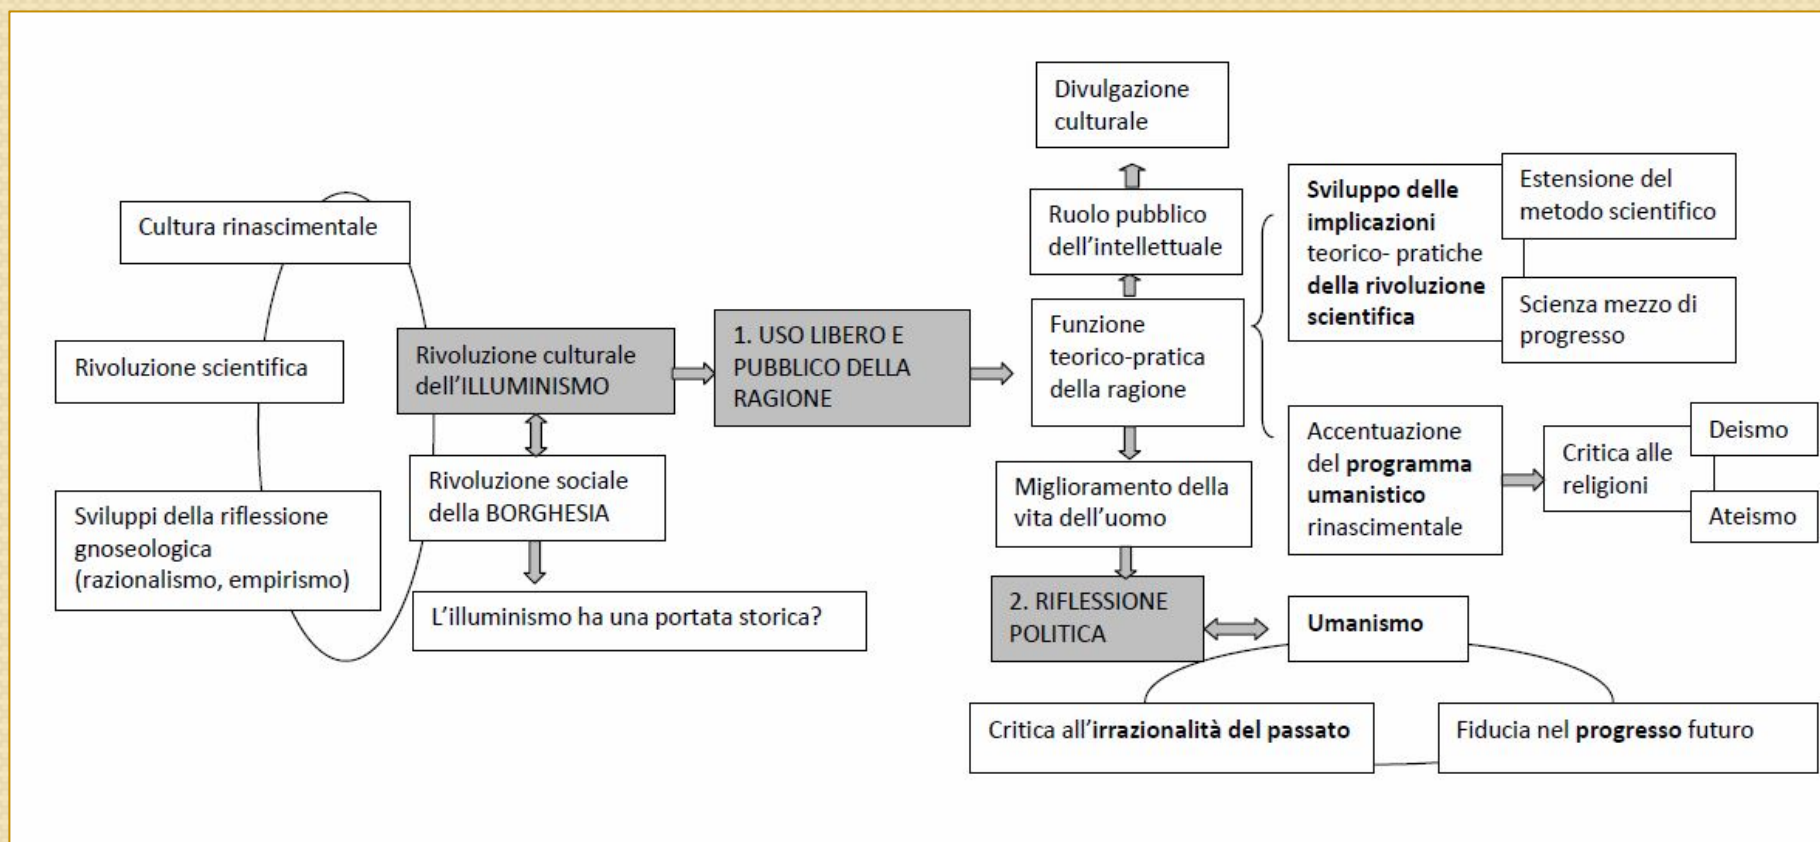 Cultura rinascimentale
Rivoluzione scientifica
Sviluppi della riflessione
gnoseologica
(razionalismo, empirismo)
Rivoluzione culturale
dell'ILLUMINISMO
Rivoluzione sociale
della BORGHESIA
L'illuminismo ha una portata storica?
1. USO LIBERO E
PUBBLICO DELLA
RAGIONE
Divulgazione
culturale
Ruolo pubblico
dell'intellettuale
Funzione
teorico-pratica
della ragione
Miglioramento della
vita dell'uomo
2. RIFLESSIONE
POLITICA
Sviluppo delle
implicazioni
teorico- pratiche
della rivoluzione
scientifica
Estensione del
metodo scientifico
Scienza mezzo di
progresso
Accentuazione
del programma
umanistico
rinascimentale
Critica alle
religioni
Deismo
Ateismo
Umanismo
Critica all'irrazionalità del passato
Fiducia nel progresso futuro